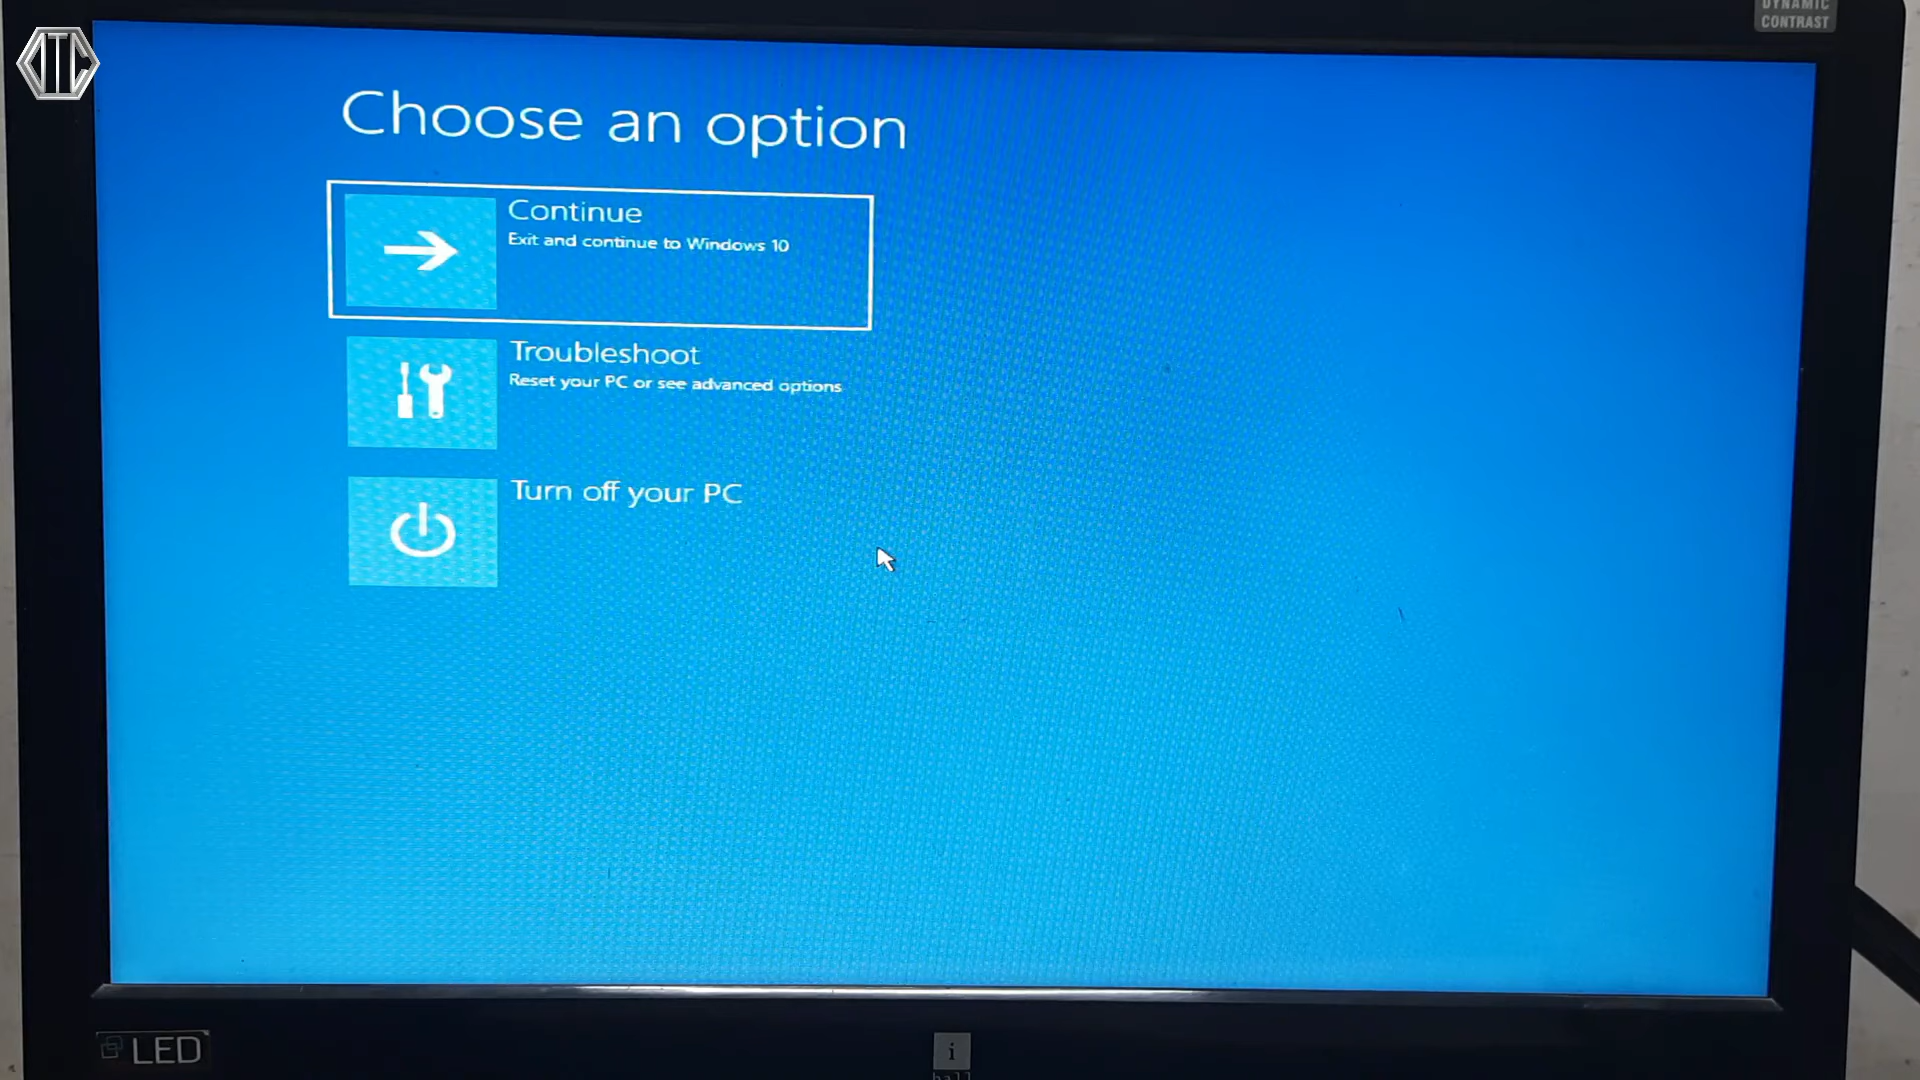 DYNAMIC
CONTRAST
Choose an option
Continue
Exit and continue to Windows 10
Troubleshoot
Reset your PC or see advanced options
Turn off your PC
LED
i